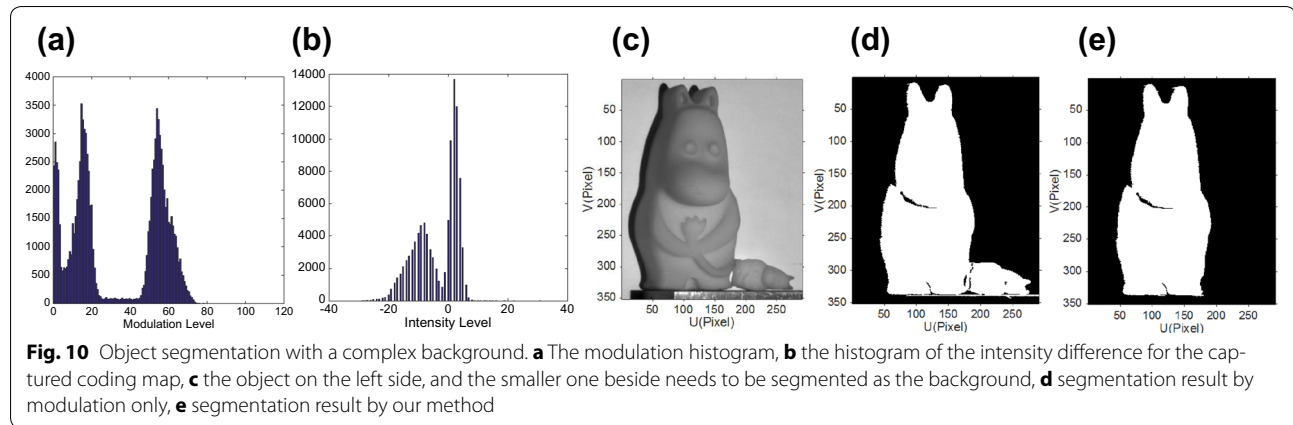 (a) (b) (c) (d) (e)
4000
3500
3000
2500
2000
1500
1000
500
0
0 20 40 60 80 100 120
Modulation Level
14000
12000
10000
8000
6000
4000
2000
0
-40 -20 0 20 40
Intensity Level
V(Pixel)
50
100
150
200
250
300
350
50 100 150 200 250
U(Pixel)
V(Pixel)
50
100
150
200
250
300
350
50 100 150 200 250
U(Pixel)
V(Pixel)
50
100
150
200
250
300
350
50 100 150 200 250
U(Pixel)
Fig. 10 Object segmentation with a complex background. a The modulation histogram, b the histogram of the intensity difference for the cap-
tured coding map, c the object on the left side, and the smaller one beside needs to be segmented as the background, d segmentation result by
modulation only, e segmentation result by our method